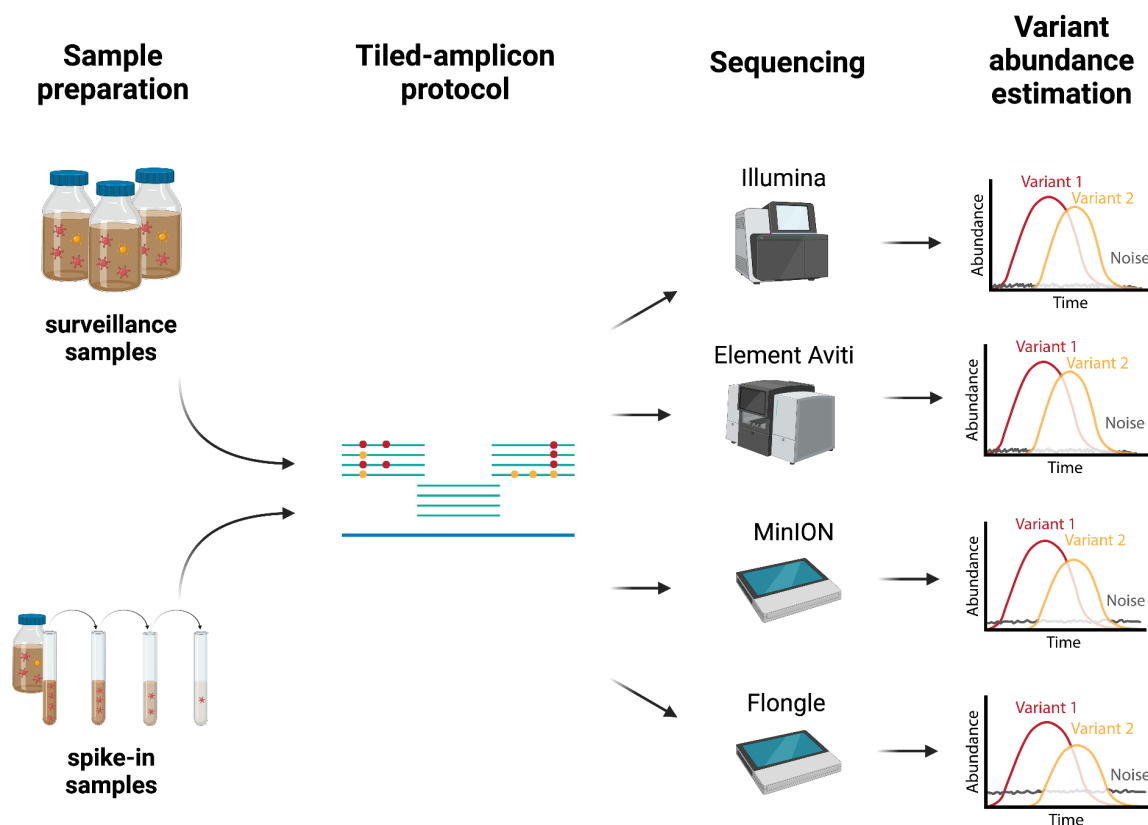 Sample
preparation
Tiled-amplicon
protocol
Sequencing
Variant
abundance
estimation
surveillance
samples
spike-in
samples
Illumina
Abundance
Variant 1
Variant 2
Noise
Time
Element Aviti
Abundance
Variant 1
Variant 2
Noise
Time
MinION
Abundance
Variant 1
Variant 2
Noise
Time
Flongle
Abundance
Variant 1
Variant 2
Noise
Time